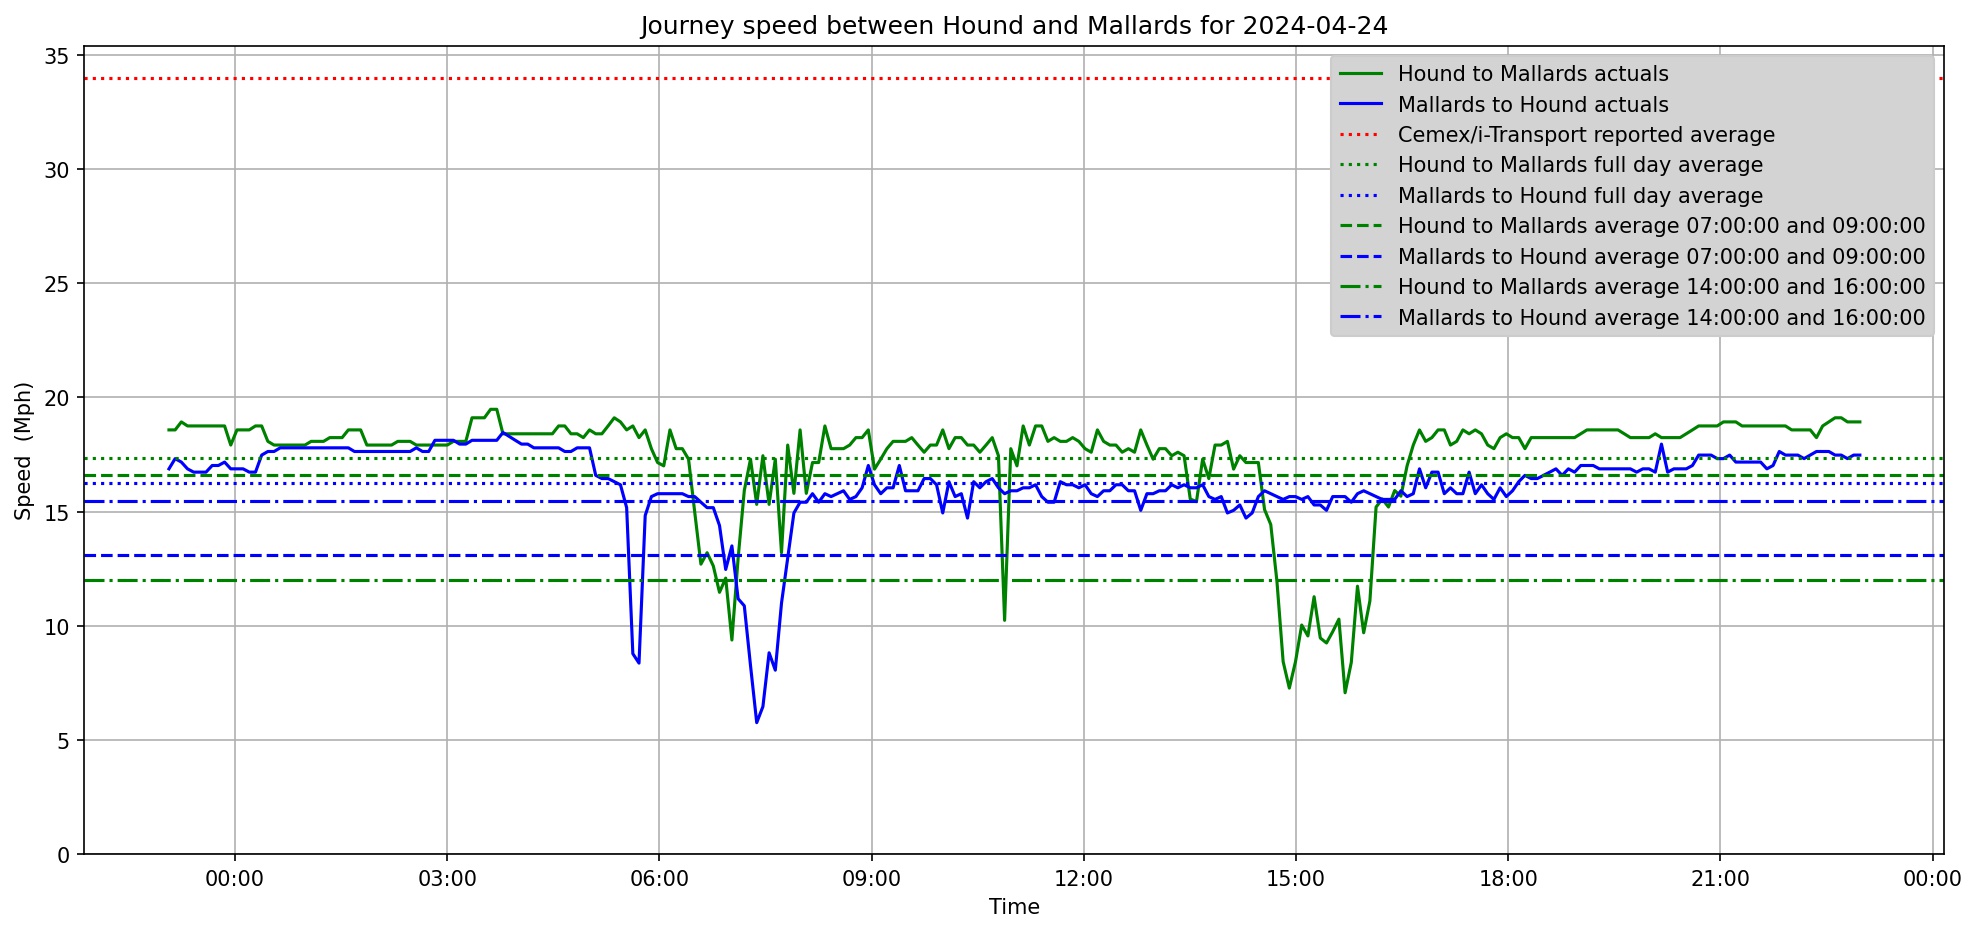 Journey speed between Hound and Mallards for 2024-04-24
35
30
25
20
15
10
5
0
Speed (Mph)
Hound to Mallards actuals
Mallards to Hound actuals
Cemex/i-Transport reported average
Hound to Mallards full day average
Mallards to Hound full day average
Hound to Mallards average 07:00:00 and 09:00:00
Mallards to Hound average 07:00:00 and 09:00:00
Hound to Mallards average 14:00:00 and 16:00:00
Mallards to Hound average 14:00:00 and 16:00:00
00:00 03:00 06:00 09:00 12:00 15:00 18:00 21:00 00:00
Time